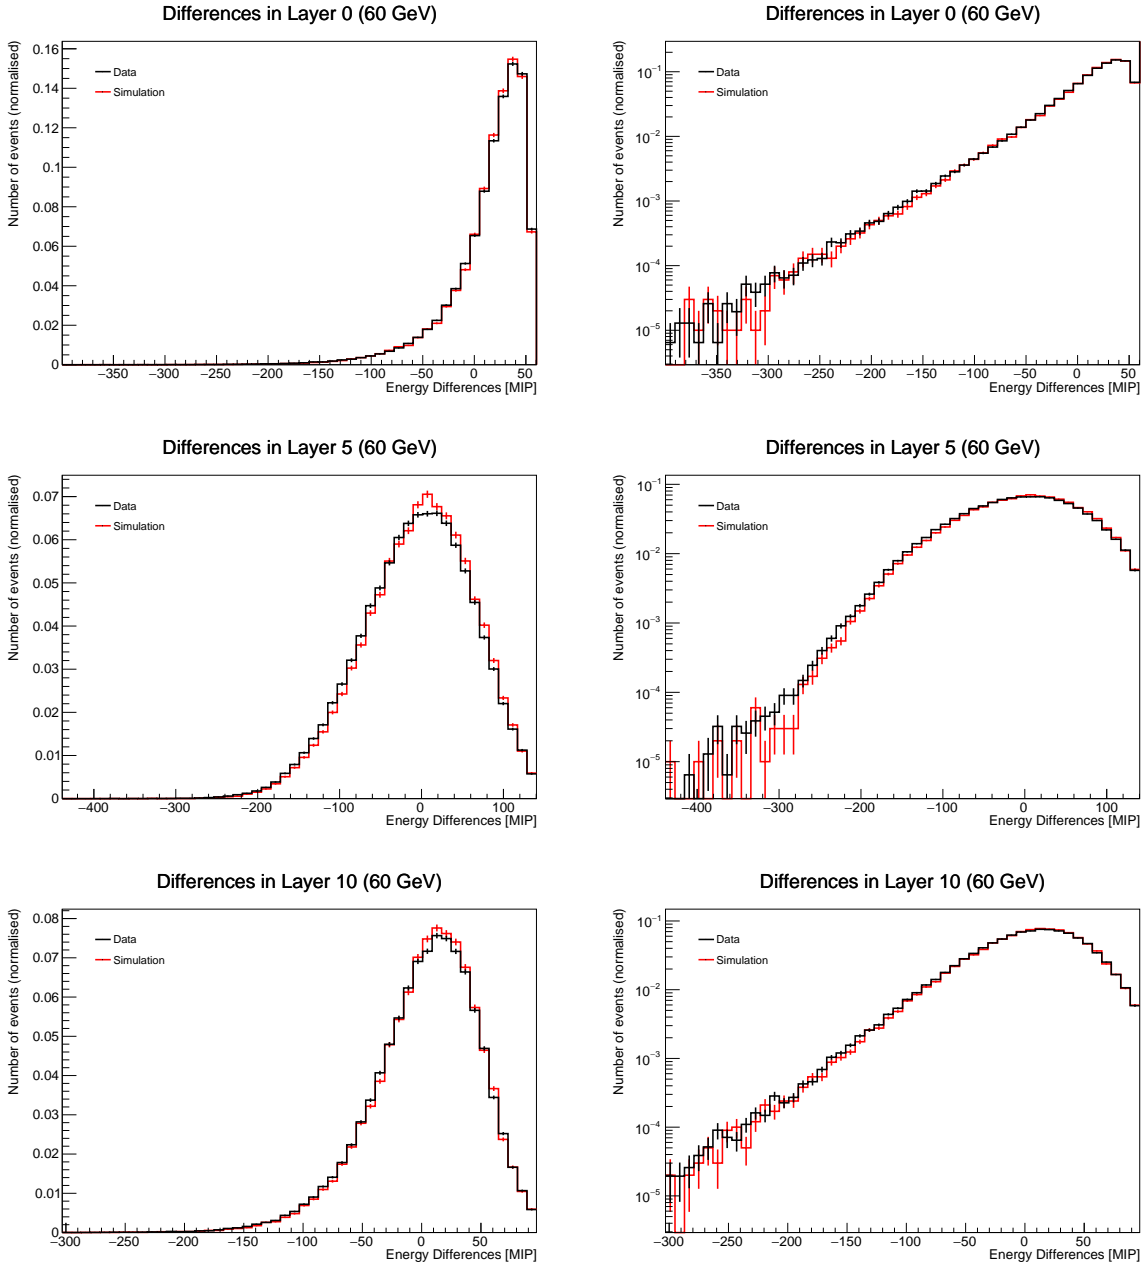 Differences in Layer 0 (60 GeV)
Number of events (normalised)
0.16
0.14
0.12
0.1
0.08
0.06
0.04
0.02
0
Data
Simulation
−350 −300 −250 −200 −150 −100 −50 0 50
Energy Differences [MIP]
Differences in Layer 0 (60 GeV)
Number of events (normalised)
10−1
10−2
10−3
10−4
10−5
Data
Simulation
−350 −300 −250 −200 −150 −100 −50 0 50
Energy Differences [MIP]
Differences in Layer 5 (60 GeV)
Number of events (normalised)
0.07
0.06
0.05
0.04
0.03
0.02
0.01
0
Data
Simulation
−400 −300 −200 −100 0 100
Energy Differences [MIP]
Differences in Layer 5 (60 GeV)
Number of events (normalised)
10−1
10−2
10−3
10−4
10−5
Data
Simulation
−400 −300 −200 −100 0 100
Energy Differences [MIP]
Differences in Layer 10 (60 GeV)
Number of events (normalised)
0.08
0.07
0.06
0.05
0.04
0.03
0.02
0.01
0
Data
Simulation
−300 −250 −200 −150 −100 −50 0 50
Energy Differences [MIP]
Differences in Layer 10 (60 GeV)
Number of events (normalised)
10−1
10−2
10−3
10−4
10−5
Data
Simulation
−300 −250 −200 −150 −100 −50 0 50
Energy Differences [MIP]